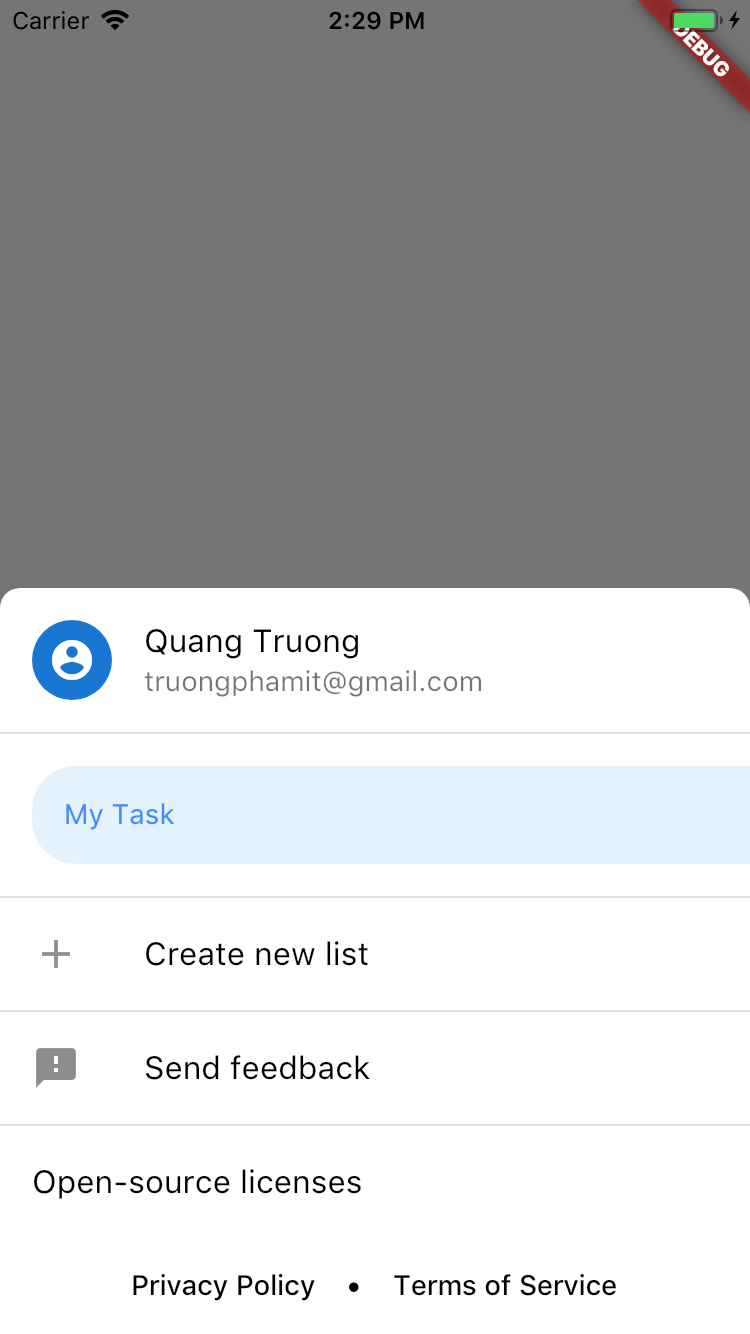 Carrier 2:29 PM
DEBUG
Quang Truong
truongphamit@gmail.com
My Task
Create new list
Send feedback
Open-source licenses
Privacy Policy • Terms of Service